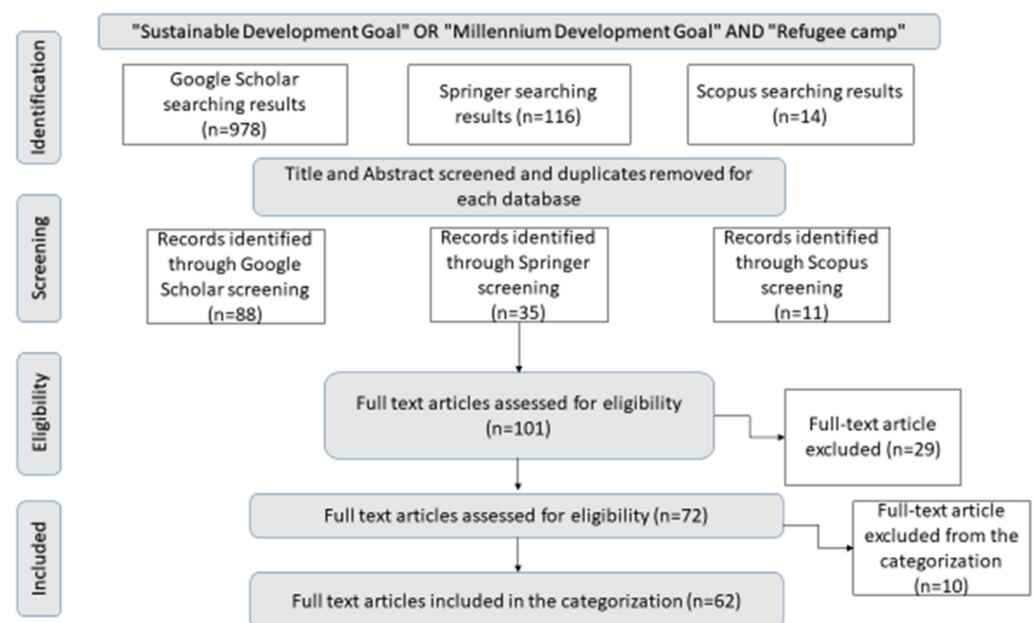 Identification
"Sustainable Development Goal" OR "Millennium Development Goal" AND "Refugee camp"
Google Scholar
searching results
(n=978)
Springer searching
results (n=116)
Scopus searching results
(n=14)
Title and Abstract screened and duplicates removed for
each database
Screening
Records identified
through Google
Scholar screening
(n=88)
Records identified
through Springer
screening
(n=35)
Records identified
through Scopus
screening
(n=11)
Eligibility
Full text articles assessed for eligibility
(n=101)
Full-text article
excluded (n=29)
Included
Full text articles assessed for eligibility (n=72)
Full-text article
excluded from the
categorization
(n=10)
Full text articles included in the categorization (n=62)